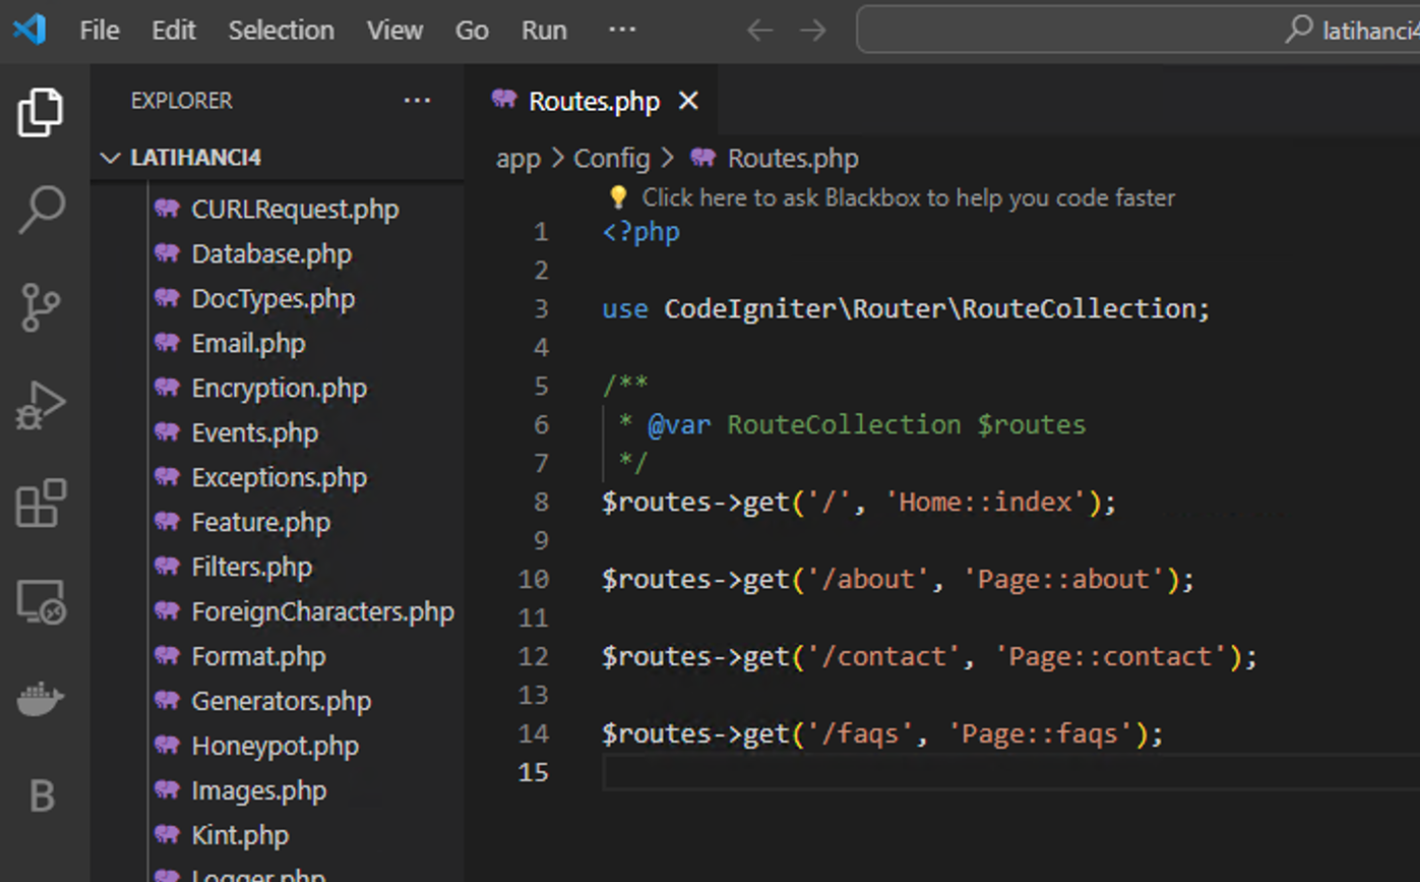 File Edit Selection View Go Run ... latihanci4
EXPLORER ...
LATIHANCI4
CURLRequest.php
Database.php
DocTypes.php
Email.php
Encryption.php
Events.php
Exceptions.php
Feature.php
Filters.php
ForeignCharacters.php
Format.php
Generators.php
Honeypot.php
Images.php
Kint.php
Logger.php
B
Routes.php
app > Config > Routes.php
Click here to ask Blackbox to help you code faster
1 <?php
2
3 use CodeIgniter\Router\RouteCollection;
4
5 /**
6  * @var RouteCollection $routes
7  */
8 $routes->get('/', 'Home::index');
9
10 $routes->get('/about', 'Page::about');
11
12 $routes->get('/contact', 'Page::contact');
13
14 $routes->get('/faqs', 'Page::faqs');
15